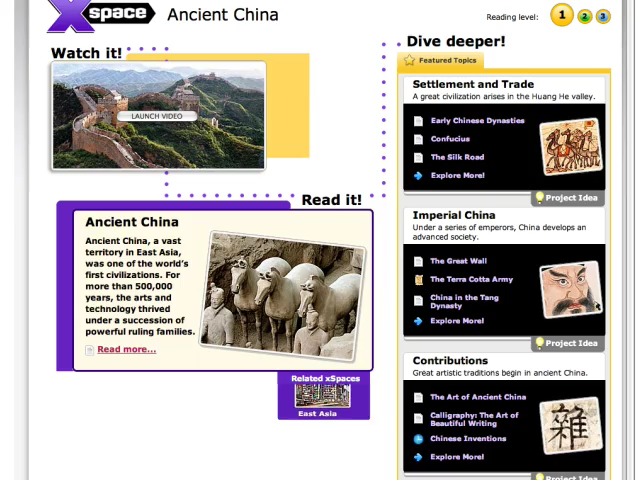 X space
Ancient China
Reading level:
1
2
3
Watch it!
LAUNCH VIDEO
Read it!
Ancient China
Ancient China, a vast
territory in East Asia,
was one of the world's
first civilizations. For
more than 500,000
years, the arts and
technology thrived
under a succession of
powerful ruling families.
Read more...
Related xSpaces
East Asia
Dive deeper!
Featured Topics
Settlement and Trade
A great civilization arises in the Huang He valley.
Early Chinese Dynasties
Confucius
The Silk Road
Explore More!
Project Idea
Imperial China
Under a series of emperors, China develops an
advanced society.
The Great Wall
The Terra Cotta Army
China in the Tang
Dynasty
Explore More!
Project Idea
Contributions
Great artistic traditions begin in ancient China.
The Art of Ancient China
Calligraphy: The Art of
Beautiful Writing
Chinese Inventions
Explore More!
雜
Project Idea